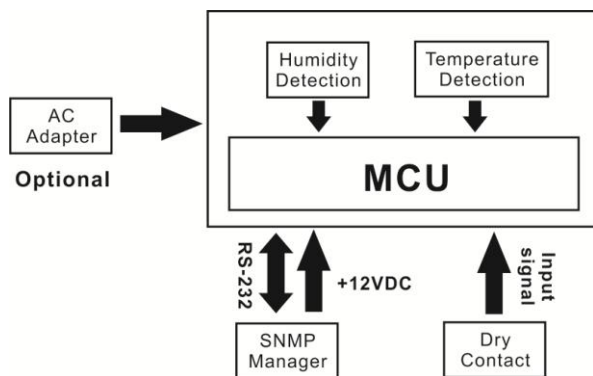 Humidity
Detection
Temperature
Detection
AC
Adapter
Optional
MCU
RS-232
+12VDC
Input
signal
SNMP
Manager
Dry
Contact